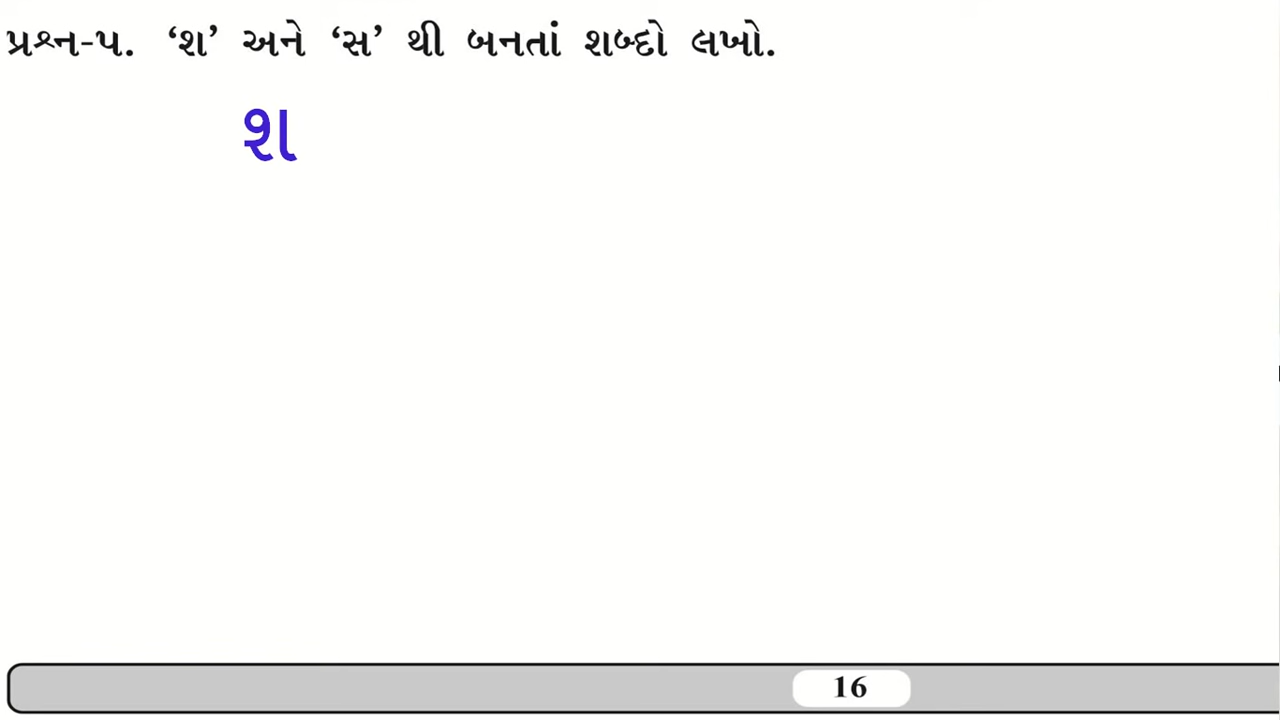 પ્રશ્ન-૫. ‘શ’ અને ‘સ’ થી બનતાં શબ્દો લખો.
શ
16